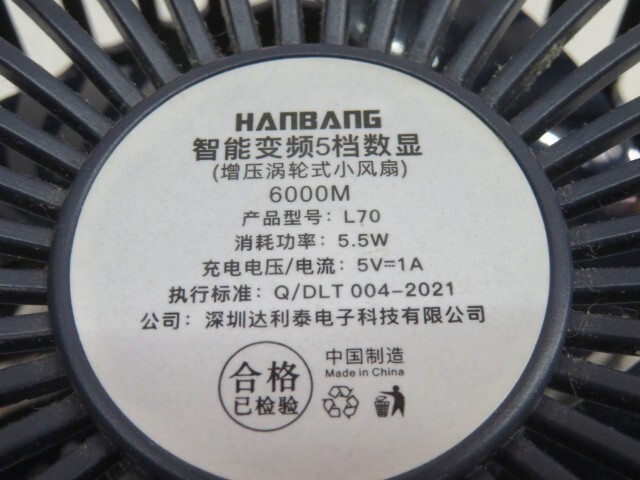 HANBANG
智能变频5档数显
(增压涡轮式小风扇)
6000M
产品型号: L70
消耗功率: 5.5W
充电电压/电流: 5V⎓1A
执行标准: Q/DLT 004-2021
公司: 深圳达利泰电子科技有限公司
合格
已检验
中国制造
Made in China